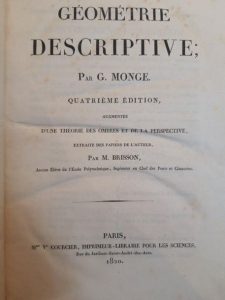 GÉOMÉTRIE
DESCRIPTIVE;
PAR G. MONGE.
QUATRIÈME ÉDITION,
AUGMENTÉE
D'UNE THÉORIE DES OMBRES ET DE LA PERSPECTIVE,
EXTRAITE DES PAPIERS DE L'AUTEUR,
PAR M. BRISSON,
Ancien Élève de l'École Polytechnique, Ingénieur en Chef des Ponts et Chaussées.
PARIS,
Mme Ve COURCIER, IMPRIMEUR-LIBRAIRE POUR LES SCIENCES,
Rue du Jardinet-Saint-André-des-Arcs.
1820.